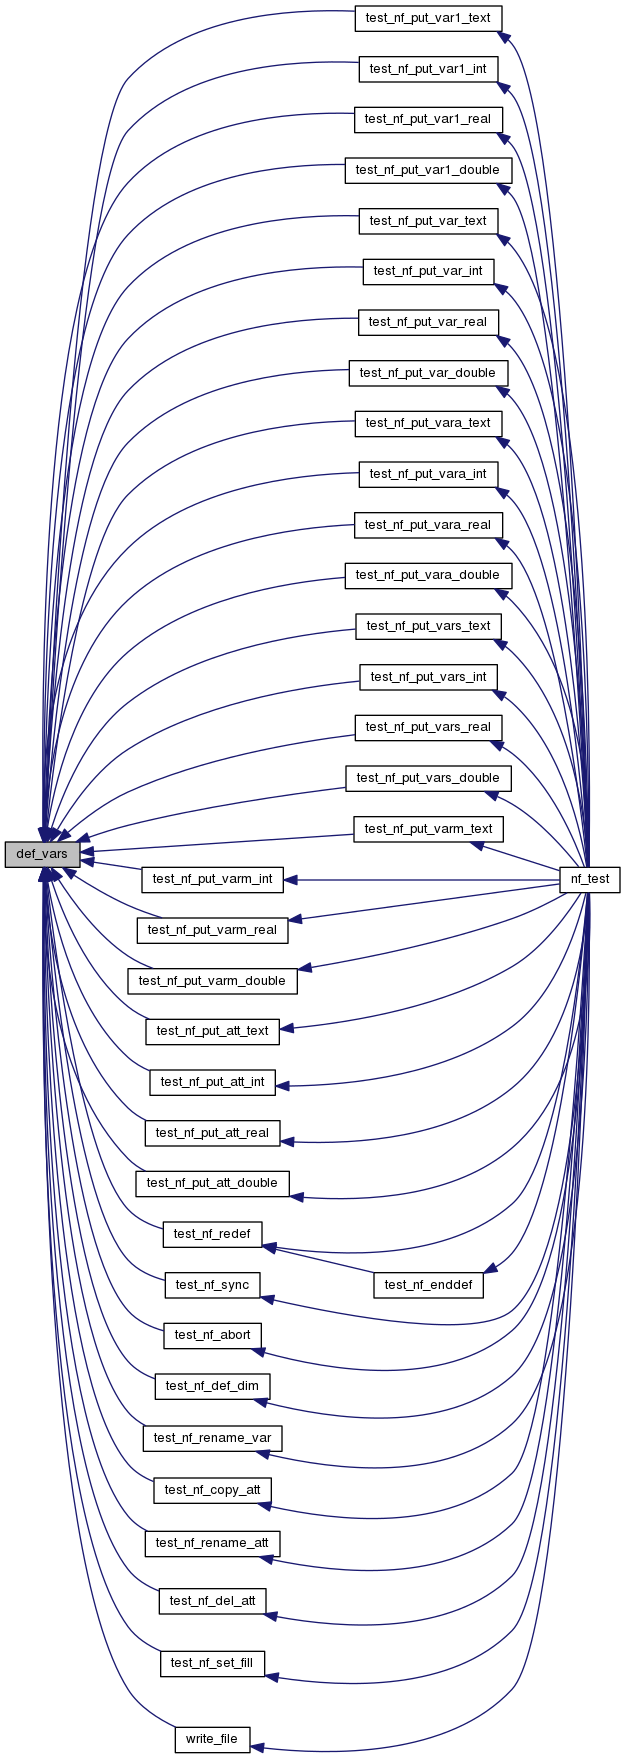 test_nf_put_var1_text
test_nf_put_var1_int
test_nf_put_var1_real
test_nf_put_var1_double
test_nf_put_var_text
test_nf_put_var_int
test_nf_put_var_real
test_nf_put_var_double
test_nf_put_vara_text
test_nf_put_vara_int
test_nf_put_vara_real
test_nf_put_vara_double
test_nf_put_vars_text
test_nf_put_vars_int
test_nf_put_vars_real
test_nf_put_vars_double
test_nf_put_varm_text
def_vars
test_nf_put_varm_int
nf_test
test_nf_put_varm_real
test_nf_put_varm_double
test_nf_put_att_text
test_nf_put_att_int
test_nf_put_att_real
test_nf_put_att_double
test_nf_redef
test_nf_enddef
test_nf_sync
test_nf_abort
test_nf_def_dim
test_nf_rename_var
test_nf_copy_att
test_nf_rename_att
test_nf_del_att
test_nf_set_fill
write_file